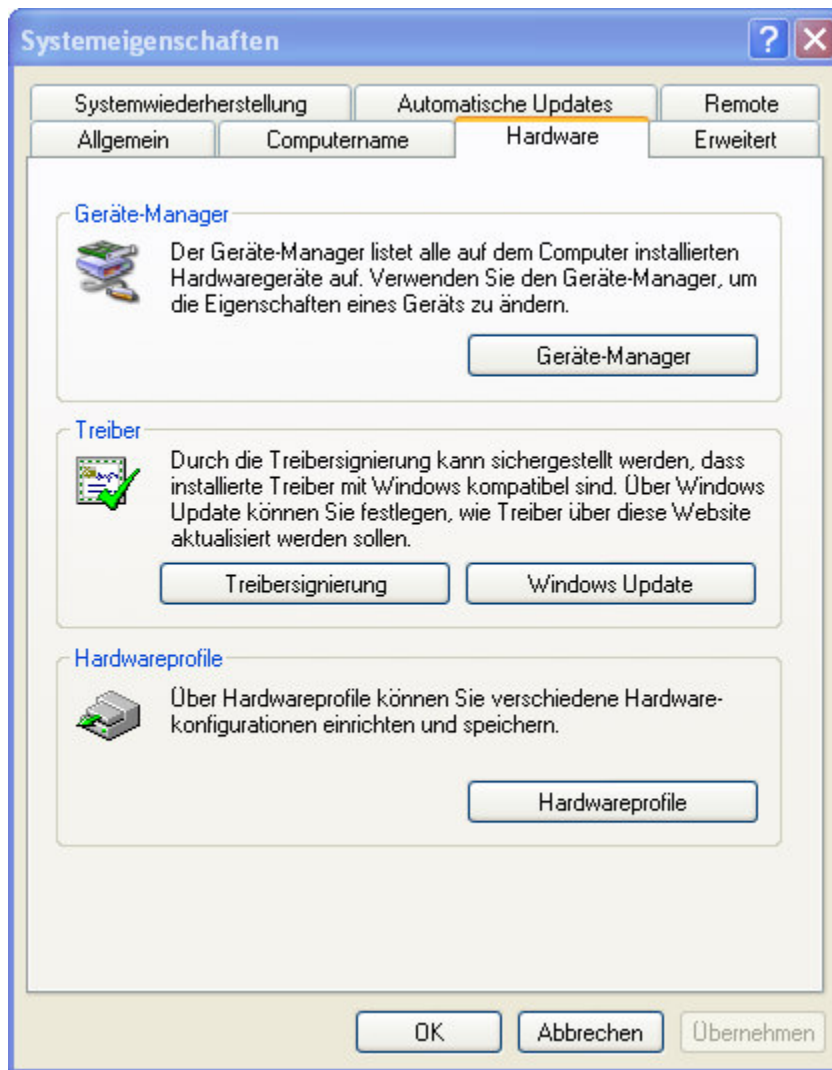 Systemeigenschaften
Systemwiederherstellung Automatische Updates Remote
Allgemein Computername Hardware Erweitert
Geräte-Manager
Der Geräte-Manager listet alle auf dem Computer installierten
Hardwaregeräte auf. Verwenden Sie den Geräte-Manager, um
die Eigenschaften eines Geräts zu ändern.
Geräte-Manager
Treiber
Durch die Treibersignierung kann sichergestellt werden, dass
installierte Treiber mit Windows kompatibel sind. Über Windows
Update können Sie festlegen, wie Treiber über diese Website
aktualisiert werden sollen.
Treibersignierung Windows Update
Hardwareprofile
Über Hardwareprofile können Sie verschiedene Hardware-
konfigurationen einrichten und speichern.
Hardwareprofile
OK Abbrechen Übernehmen